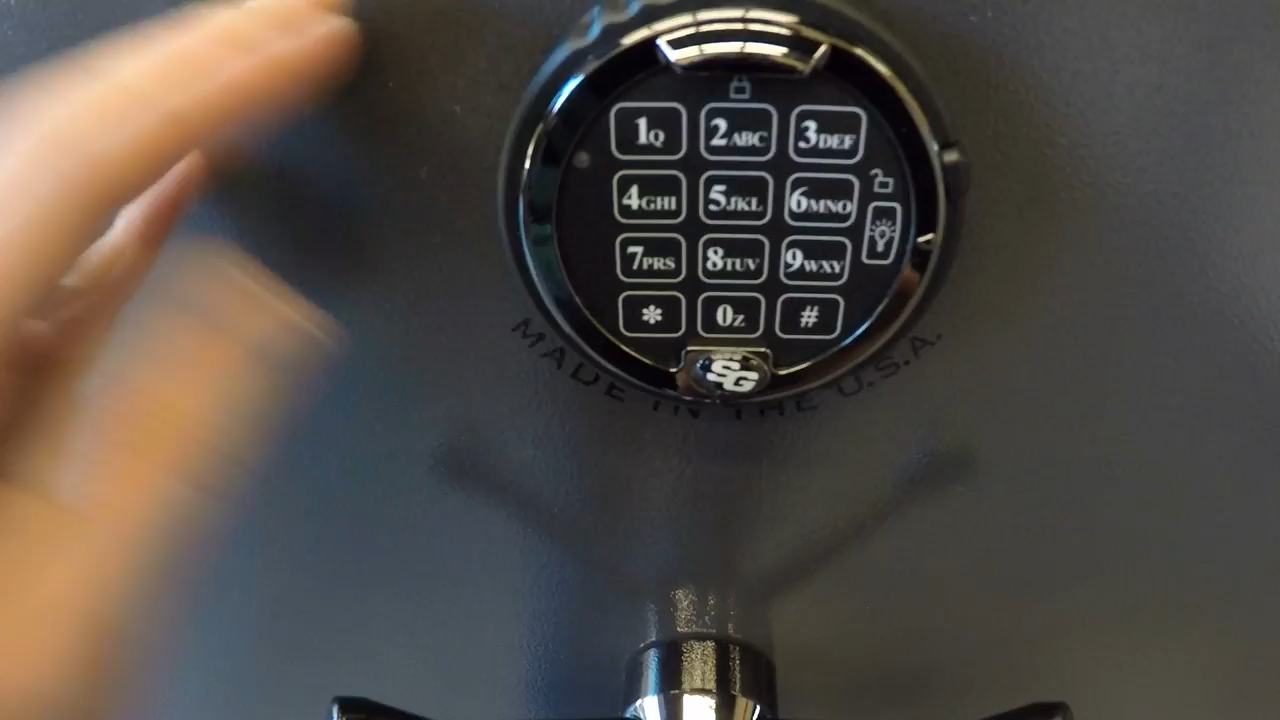 1Q 2ABC 3DEF
4GHI 5JKL 6MNO
7PRS 8TUV 9WXY
* 0Z #
SG
MADE IN THE U.S.A.